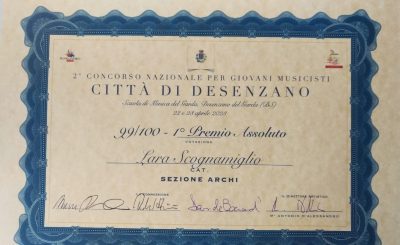 2° CONCORSO NAZIONALE PER GIOVANI MUSICISTI
CITTÀ DI DESENZANO
Scuola di Musica del Garda, Desenzano del Garda (BS)
22 e 23 aprile 2023
99/100 - 1° Premio Assoluto
VOTAZIONE
Lara Scognamiglio
CAT.
SEZIONE ARCHI
LA COMMISSIONE
IL DIRETTORE ARTISTICO
M° ANTONIO D'ALESSANDRO